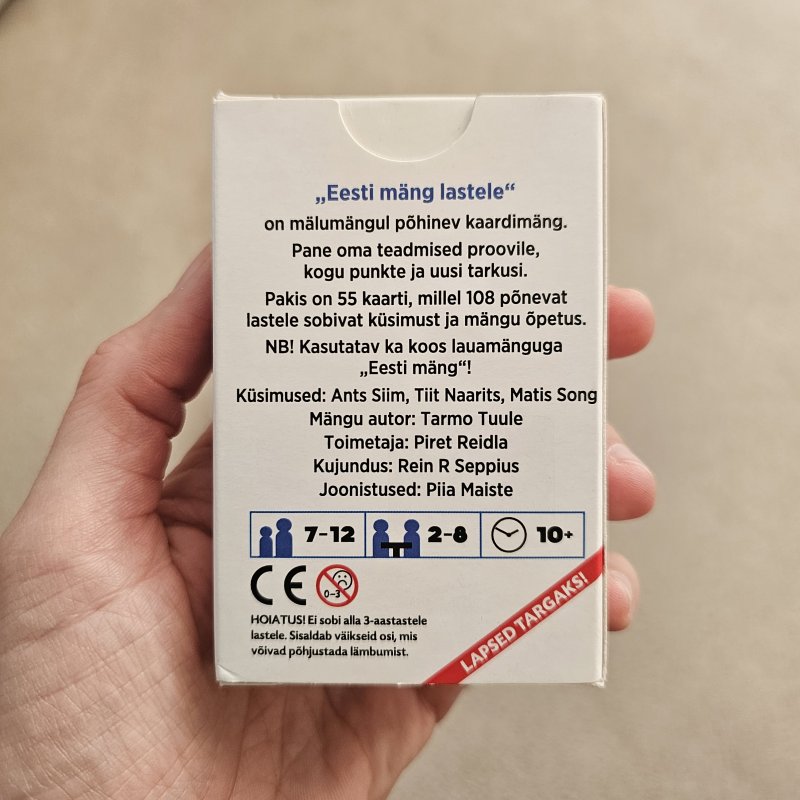 „Eesti mäng lastele“
on mälumängul põhinev kaardimäng.
Pane oma teadmised proovile,
kogu punkte ja uusi tarkusi.
Pakis on 55 kaarti, millel 108 põnevat
lastele sobivat küsimust ja mängu õpetus.
NB! Kasutatav ka koos lauamänguga
„Eesti mäng“!
Küsimused: Ants Siim, Tiit Naarits, Matis Song
Mängu autor: Tarmo Tuule
Toimetaja: Piret Reidla
Kujundus: Rein R Seppius
Joonistused: Piia Maiste
7-12 2-8 10+
CE 0-3
HOIATUS! Ei sobi alla 3-aastastele
lastele. Sisaldab väikseid osi, mis
võivad põhjustada lämbumist.
LAPSED TARGAKS!